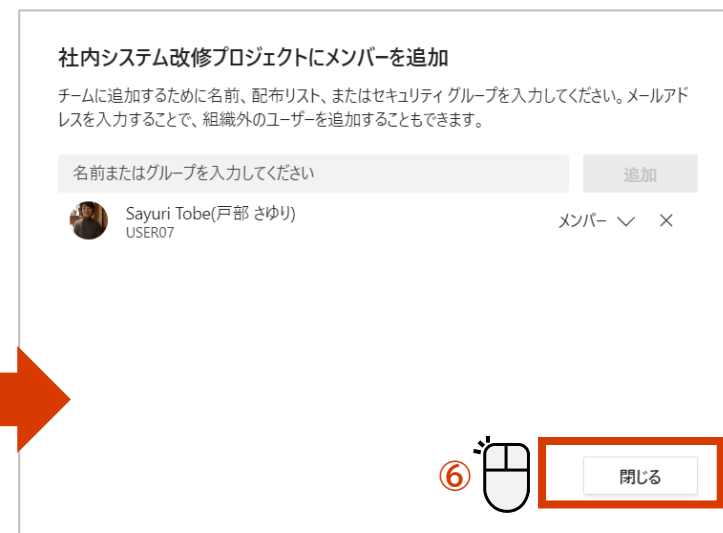 社内システム改修プロジェクトにメンバーを追加
チームに追加するために名前、配布リスト、またはセキュリティ グループを入力してください。メールアド
レスを入力することで、組織外のユーザーを追加することもできます。
名前またはグループを入力してください
追加
Sayuri Tobe(戸部 さゆり)
メンバー
USER07
⑥
閉じる